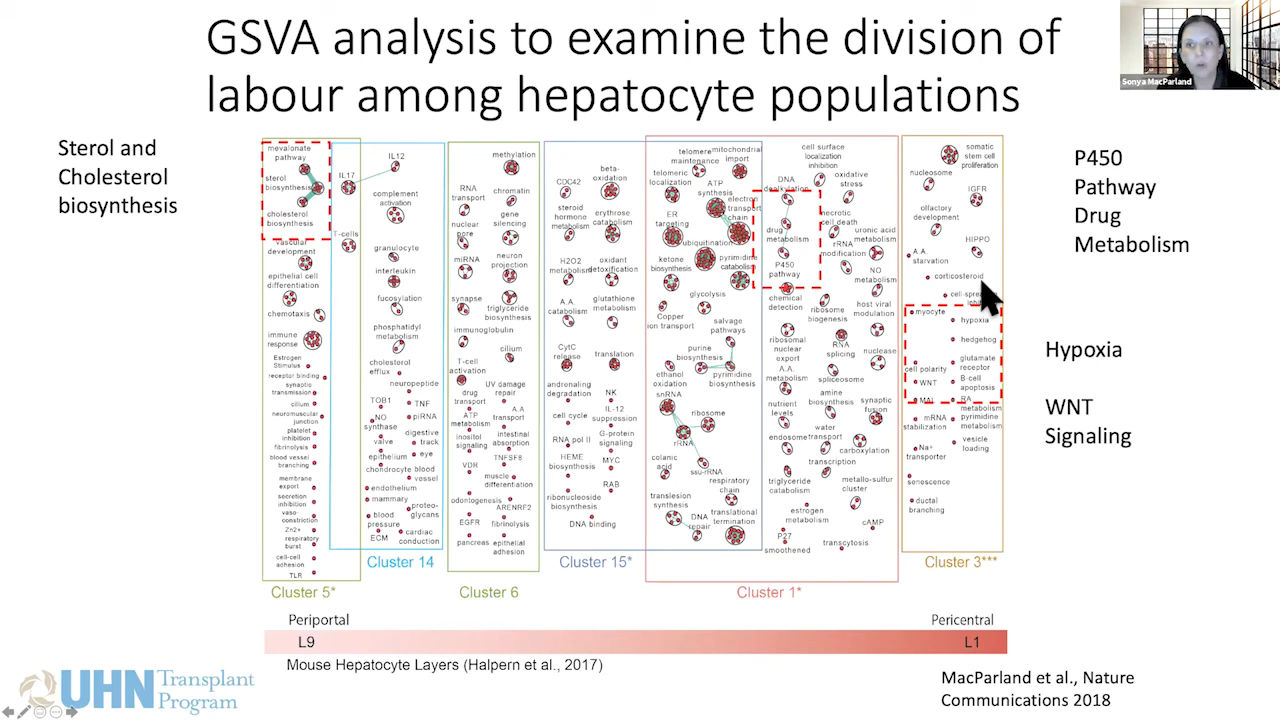 GSVA analysis to examine the division of
labour among hepatocyte populations
Sonya MacParland
Sterol and
Cholesterol
biosynthesis
mevalonate
pathway
sterol
biosynthesis
cholesterol
biosynthesis
vascular
development
epithelial cell
differentiation
chemotaxis
immune
response
Estrogen
Stimulus
receptor binding
synaptic
transmission
cilium
neuromuscular
junction
platelet
inhibition
fibrinolysis
blood vessel
branching
membrane
export
secretion
inhibition
vaso-
constriction
Zn2+
respiratory
burst
cell-cell
adhesion
TLR
Cluster 5*
IL12
IL17
complement
activation
T-cells
granulocyte
interleukin
fucosylation
phosphatidyl
metabolism
cholesterol
efflux
neuropeptide
TOB1
TNF
NO
synthase
piRNA
valve
digestive
track
epithelium
eye
chondrocyte
blood
vessel
endothelium
mammary
proteo-
glycans
blood
pressure
cardiac
conduction
ECM
Cluster 14
methylation
RNA
transport
chromatin
nuclear
pore
gene
silencing
miRNA
neuron
projection
synapse
triglyceride
biosynthesis
immunoglobulin
cilium
T-cell
activation
drug
transport
UV damage
repair
ATP
metabolism
A.A
transport
inositol
signaling
intestinal
absorption
VDR
TNFSF8
muscle
differentiation
odontogenesis
ARENRF2
EGFR
fibrinolysis
pancreas
epithelial
adhesion
Cluster 6
CDC42
beta-
oxidation
steroid
hormone
metabolism
erythrose
catabolism
H2O2
metabolism
oxidant
detoxification
A.A.
catabolism
glutathione
metabolism
CytC
release
translation
andrenaling
degradation
NK
cell cycle
IL-12
suppression
RNA pol II
G-protein
signaling
HEME
biosynthesis
MYC
RAB
ribonucleoside
biosynthesis
DNA binding
Cluster 15*
telomere
maintenance
mitochondrial
import
telomeric
localization
ATP
synthesis
electron
transport
chain
ER
targeting
ubiquitination
ketone
biosynthesis
pyrimidine
catabolism
glycolysis
Copper
ion transport
salvage
pathways
purine
biosynthesis
ethanol
oxidation
pyrimidine
biosynthesis
snRNA
ribosome
rRNA
colanic
acid
ssu-rRNA
respiratory
chain
translesion
synthesis
DNA
repair
translational
termination
cell surface
localization
inhibition
DNA
dealkylation
oxidative
stress
drug
metabolism
necrotic
cell death
uronic acid
metabolism
P450
pathway
rRNA
modification
NO
metabolism
chemical
detection
ribosome
biogenesis
host viral
modulation
ribosomal
nuclear
export
RNA
splicing
nuclease
A.A.
metabolism
spliceosome
nutrient
levels
amine
biosynthesis
synaptic
fusion
endosome
water
transport
carboxylation
transcription
triglyceride
catabolism
metallo-sulfur
cluster
estrogen
metabolism
cAMP
P27
smoothened
transcytosis
Cluster 1*
somatic
stem cell
proliferation
nucleosome
IGFR
olfactory
development
HIPPO
A.A.
starvation
corticosteroid
myocyte
hypoxia
hedgehog
cell polarity
glutamate
receptor
WNT
B-cell
apoptosis
RA
metabolism
mRNA
stabilization
pyrimidine
metabolism
Na+
transporter
vesicle
loading
senescence
ductal
branching
Cluster 3***
P450
Pathway
Drug
Metabolism
Hypoxia
WNT
Signaling
Periportal
Pericentral
L9
L1
Mouse Hepatocyte Layers (Halpern et al., 2017)
UHN Transplant
Program
MacParland et al., Nature
Communications 2018